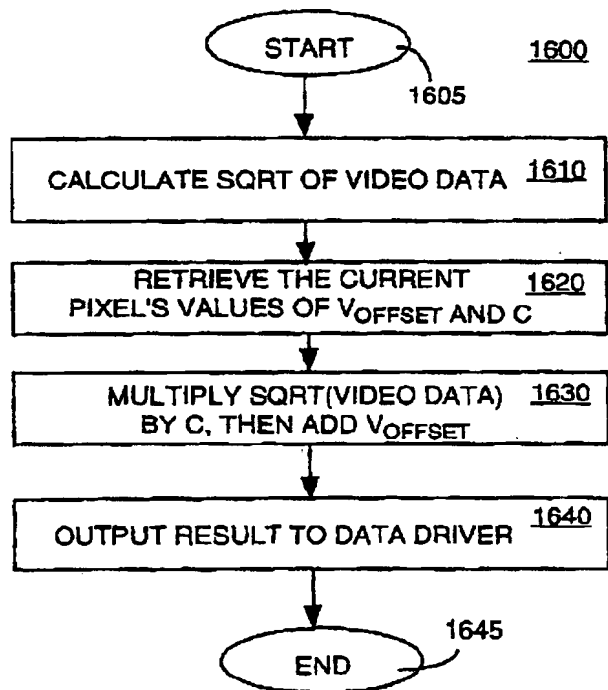 START
1600
1605
CALCULATE SQRT OF VIDEO DATA 1610
RETRIEVE THE CURRENT
PIXEL'S VALUES OF VOFFSET AND C
1620
MULTIPLY SQRT(VIDEO DATA)
BY C, THEN ADD VOFFSET
1630
OUTPUT RESULT TO DATA DRIVER 1640
1645
END